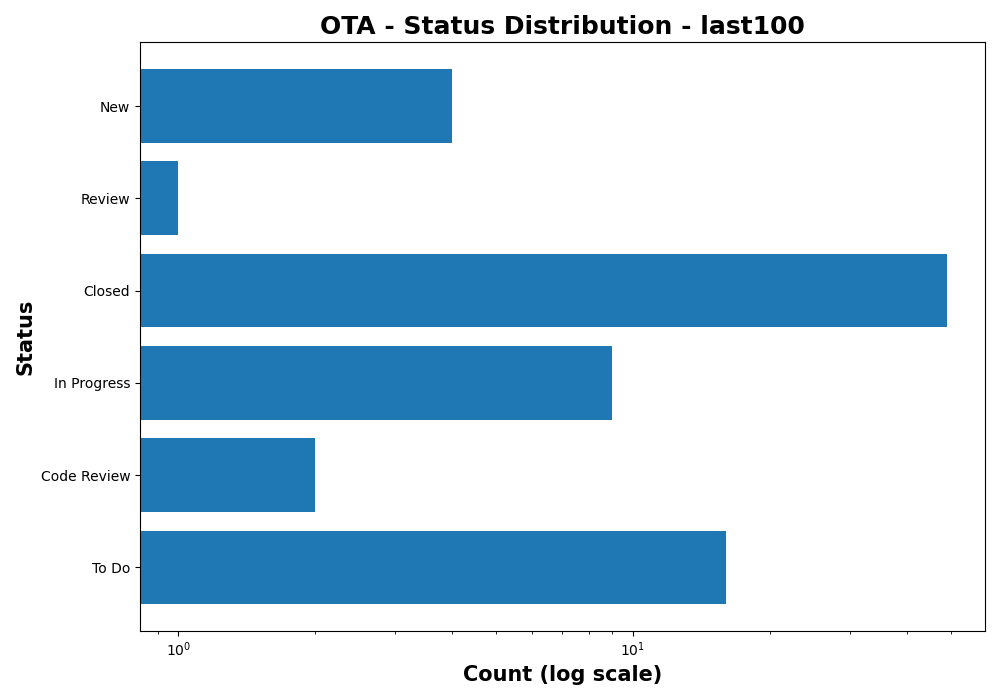 OTA - Status Distribution - last100
New
Review
Closed
In Progress
Code Review
To Do
Status
10⁰
10¹
Count (log scale)